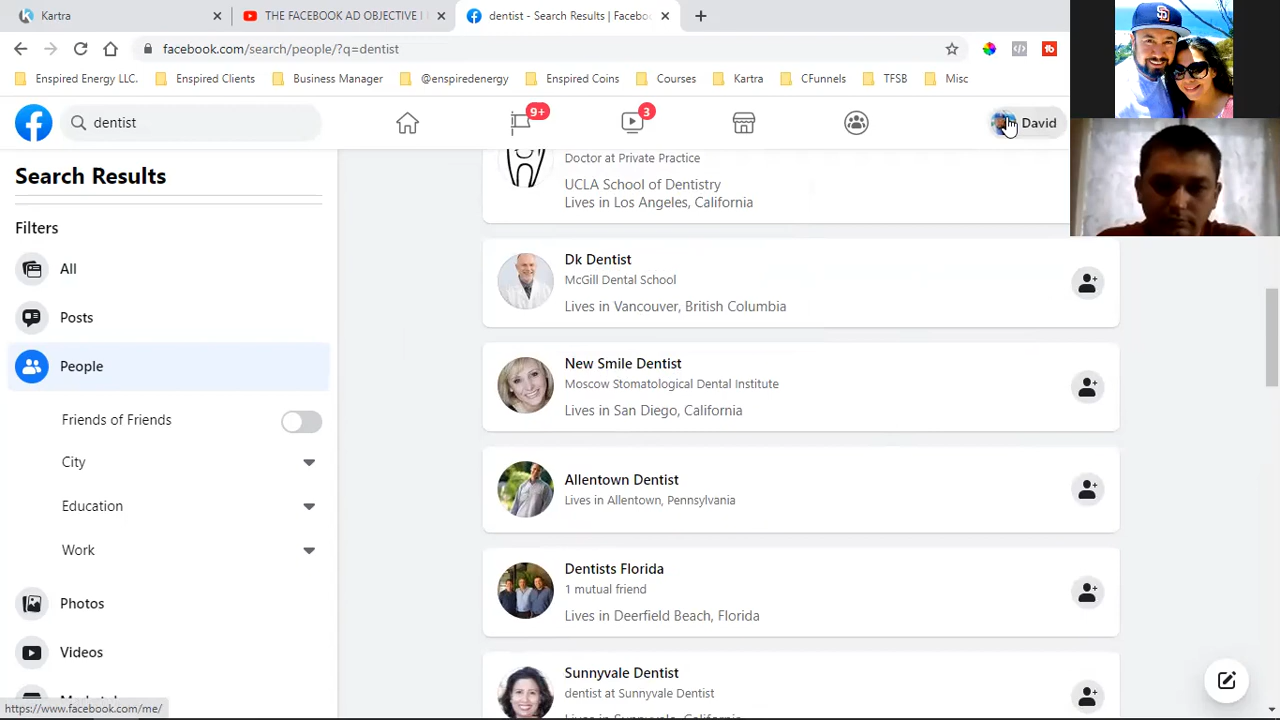 Kartra
THE FACEBOOK AD OBJECTIVE I
dentist - Search Results | Facebo
facebook.com/search/people/?q=dentist
Enspired Energy LLC.
Enspired Clients
Business Manager
@enspiredenergy
Enspired Coins
Courses
Kartra
CFunnels
TFSB
Misc
dentist
9+
3
David
Search Results
Filters
All
Posts
People
Friends of Friends
City
Education
Work
Photos
Videos
https://www.facebook.com/me/
Doctor at Private Practice
UCLA School of Dentistry
Lives in Los Angeles, California
Dk Dentist
McGill Dental School
Lives in Vancouver, British Columbia
New Smile Dentist
Moscow Stomatological Dental Institute
Lives in San Diego, California
Allentown Dentist
Lives in Allentown, Pennsylvania
Dentists Florida
1 mutual friend
Lives in Deerfield Beach, Florida
Sunnyvale Dentist
dentist at Sunnyvale Dentist
Lives in Sunnyvale, California